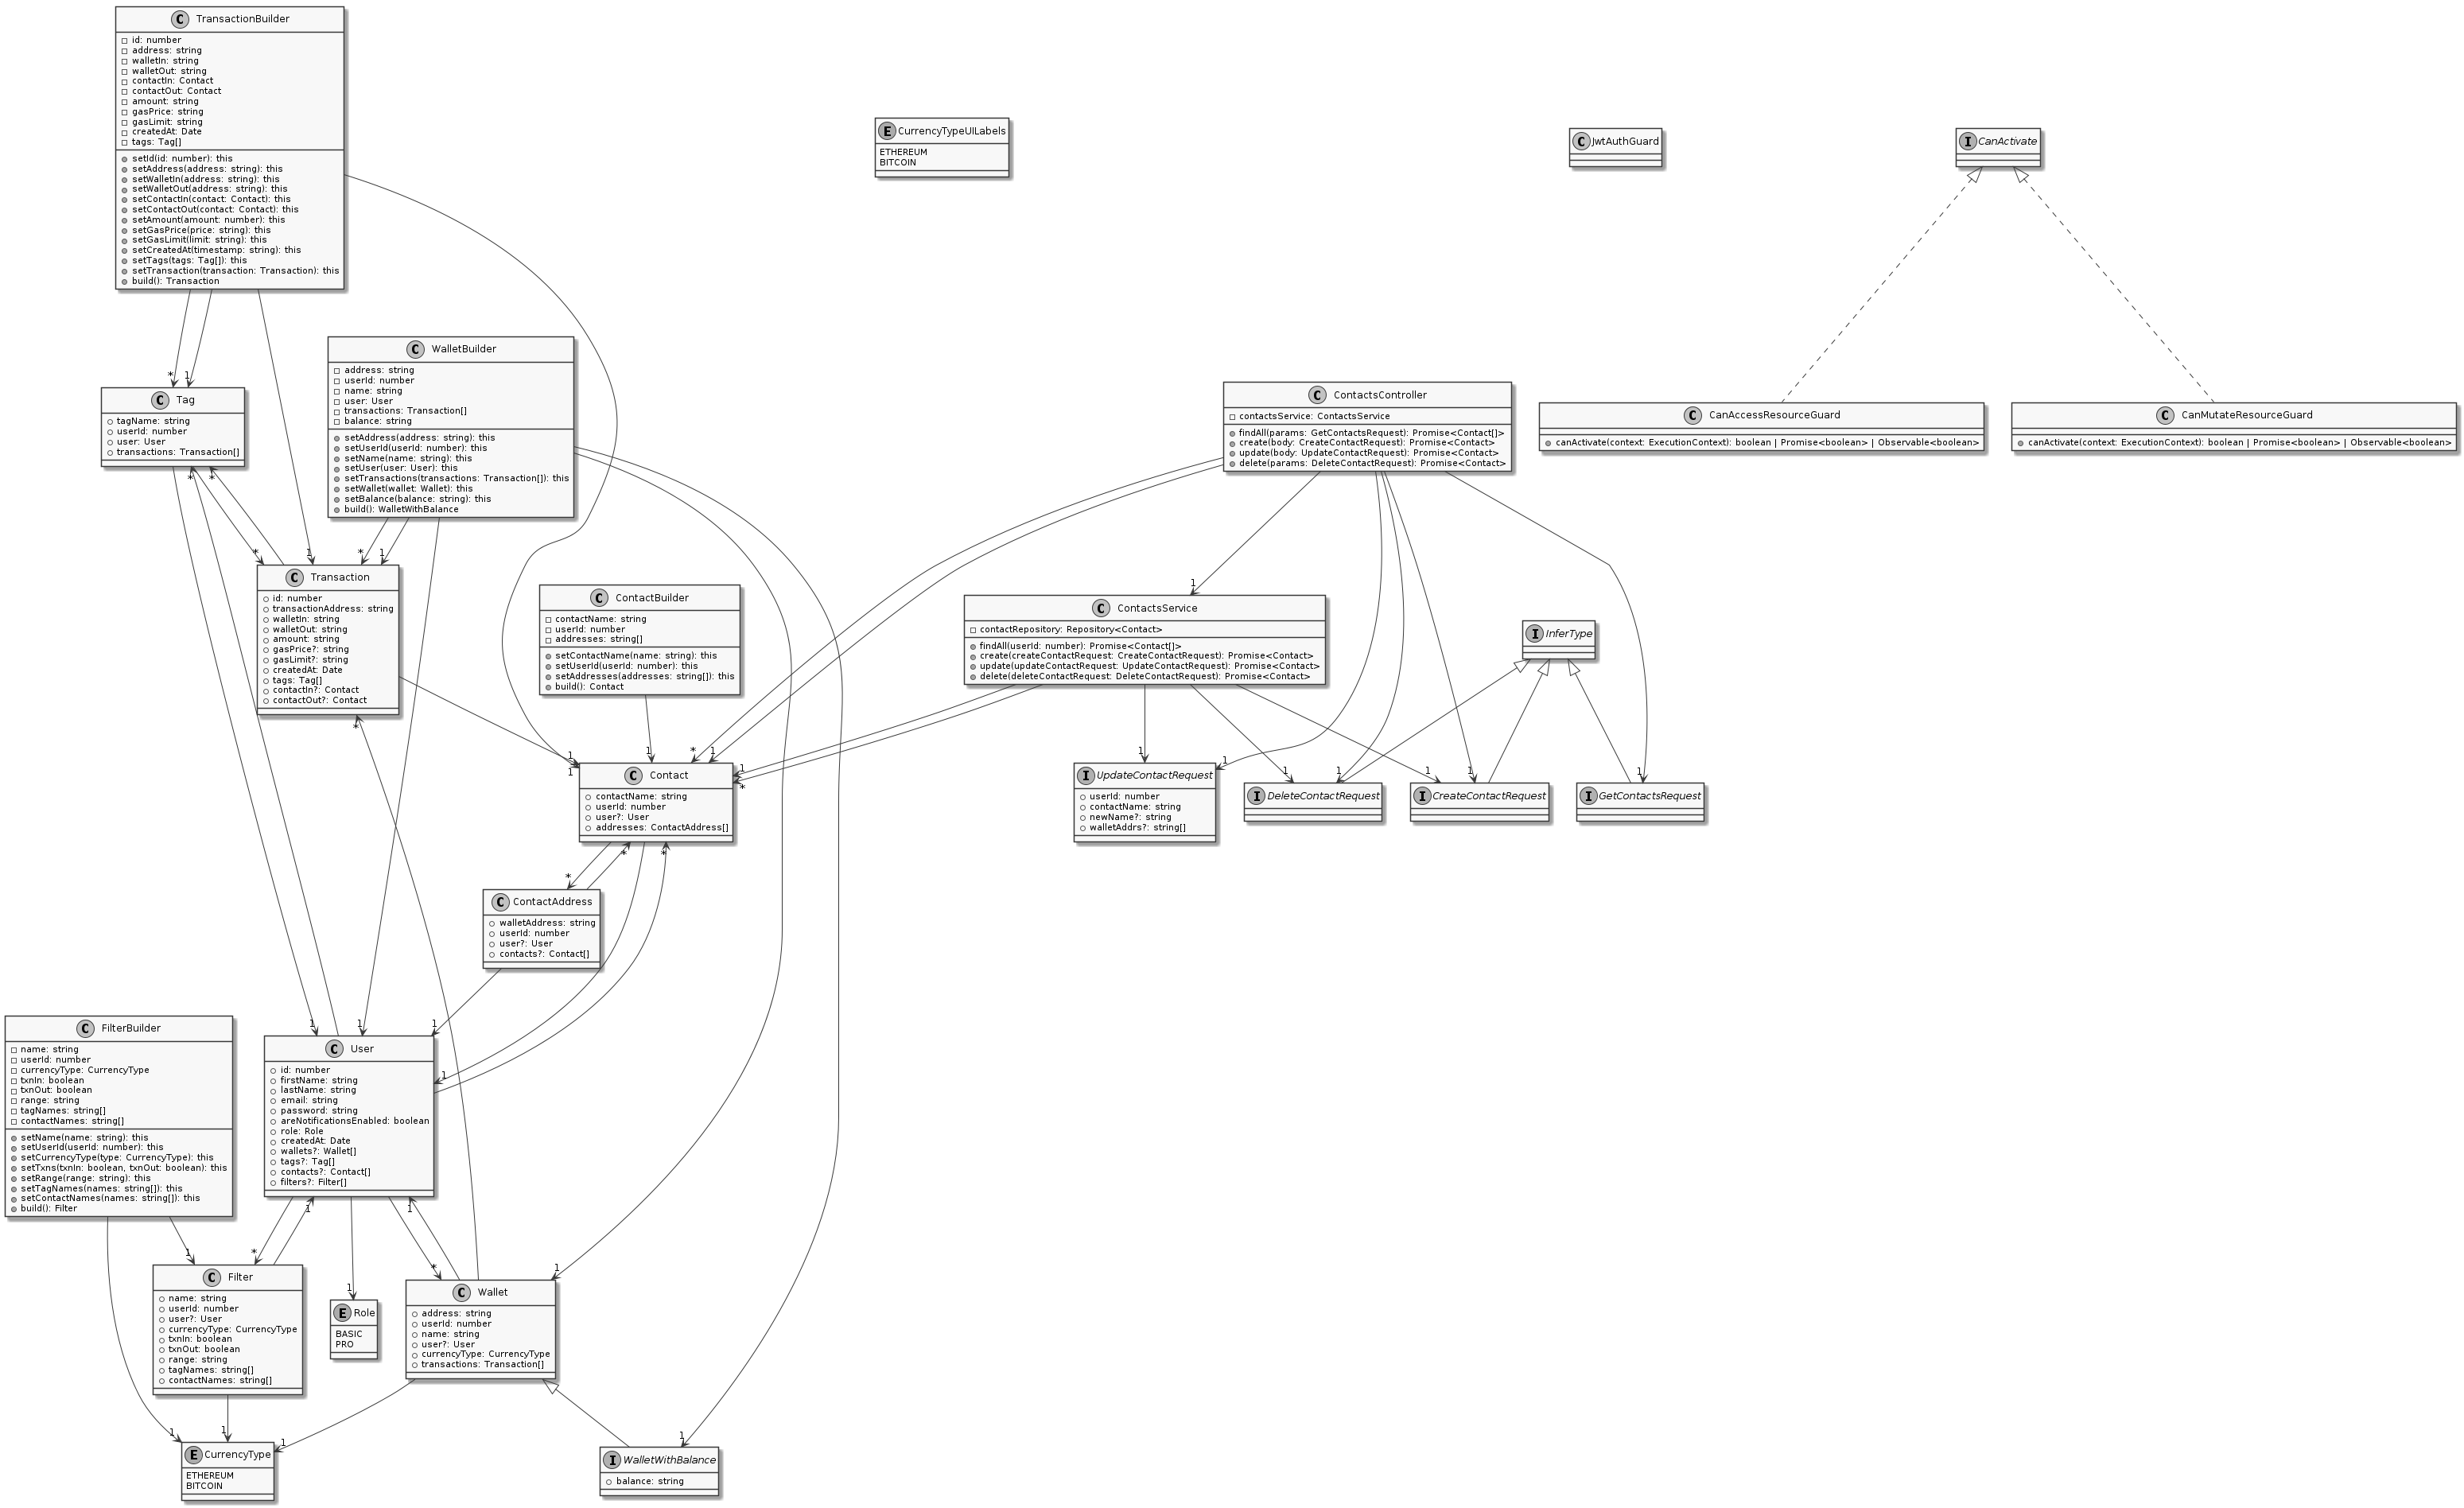 C TransactionBuilder
id: number
address: string
walletIn: string
walletOut: string
contactIn: Contact
contactOut: Contact
amount: string
gasPrice: string
gasLimit: string
createdAt: Date
tags: Tag[]
setId(id: number): this
setAddress(address: string): this
setWalletIn(address: string): this
setWalletOut(address: string): this
setContactIn(contact: Contact): this
setContactOut(contact: Contact): this
setAmount(amount: number): this
setGasPrice(price: string): this
setGasLimit(limit: string): this
setCreatedAt(timestamp: string): this
setTags(tags: Tag[]): this
setTransaction(transaction: Transaction): this
build(): Transaction
E CurrencyTypeUILabels
ETHEREUM
BITCOIN
C JwtAuthGuard
I CanActivate
C WalletBuilder
address: string
userId: number
name: string
user: User
transactions: Transaction[]
balance: string
setAddress(address: string): this
setUserId(userId: number): this
setName(name: string): this
setUser(user: User): this
setTransactions(transactions: Transaction[]): this
setWallet(wallet: Wallet): this
setBalance(balance: string): this
build(): WalletWithBalance
* 1
C Tag
tagName: string
userId: number
user: User
transactions: Transaction[]
* *
C ContactsController
contactsService: ContactsService
findAll(params: GetContactsRequest): Promise<Contact[]>
create(body: CreateContactRequest): Promise<Contact>
update(body: UpdateContactRequest): Promise<Contact>
delete(params: DeleteContactRequest): Promise<Contact>
C CanAccessResourceGuard
canActivate(context: ExecutionContext): boolean | Promise<boolean> | Observable<boolean>
C CanMutateResourceGuard
canActivate(context: ExecutionContext): boolean | Promise<boolean> | Observable<boolean>
* 1 * 1
C Transaction
id: number
transactionAddress: string
walletIn: string
walletOut: string
amount: string
gasPrice?: string
gasLimit?: string
createdAt: Date
tags: Tag[]
contactIn?: Contact
contactOut?: Contact
*
C ContactBuilder
contactName: string
userId: number
addresses: string[]
setContactName(name: string): this
setUserId(userId: number): this
setAddresses(addresses: string[]): this
build(): Contact
1
C ContactsService
contactRepository: Repository<Contact>
findAll(userId: number): Promise<Contact[]>
create(createContactRequest: CreateContactRequest): Promise<Contact>
update(updateContactRequest: UpdateContactRequest): Promise<Contact>
delete(deleteContactRequest: DeleteContactRequest): Promise<Contact>
I InferType
1 1 1 * 1 1 *
C Contact
contactName: string
userId: number
user?: User
addresses: ContactAddress[]
* *
1 1
I UpdateContactRequest
userId: number
contactName: string
newName?: string
walletAddrs?: string[]
1 1
I DeleteContactRequest
1 1
I CreateContactRequest
1
I GetContactsRequest
*
C ContactAddress
walletAddress: string
userId: number
user?: User
contacts?: Contact[]
C FilterBuilder
name: string
userId: number
currencyType: CurrencyType
txnIn: boolean
txnOut: boolean
range: string
tagNames: string[]
contactNames: string[]
setName(name: string): this
setUserId(userId: number): this
setCurrencyType(type: CurrencyType): this
setTxns(txnIn: boolean, txnOut: boolean): this
setRange(range: string): this
setTagNames(names: string[]): this
setContactNames(names: string[]): this
build(): Filter
1 1 1 1
C User
id: number
firstName: string
lastName: string
email: string
password: string
areNotificationsEnabled: boolean
role: Role
createdAt: Date
wallets?: Wallet[]
tags?: Tag[]
contacts?: Contact[]
filters?: Filter[]
1 1
1 *
C Filter
name: string
userId: number
user?: User
currencyType: CurrencyType
txnIn: boolean
txnOut: boolean
range: string
tagNames: string[]
contactNames: string[]
1
E Role
BASIC
PRO
* 1
C Wallet
address: string
userId: number
name: string
user?: User
currencyType: CurrencyType
transactions: Transaction[]
1 1 1
E CurrencyType
ETHEREUM
BITCOIN
1
I WalletWithBalance
balance: string